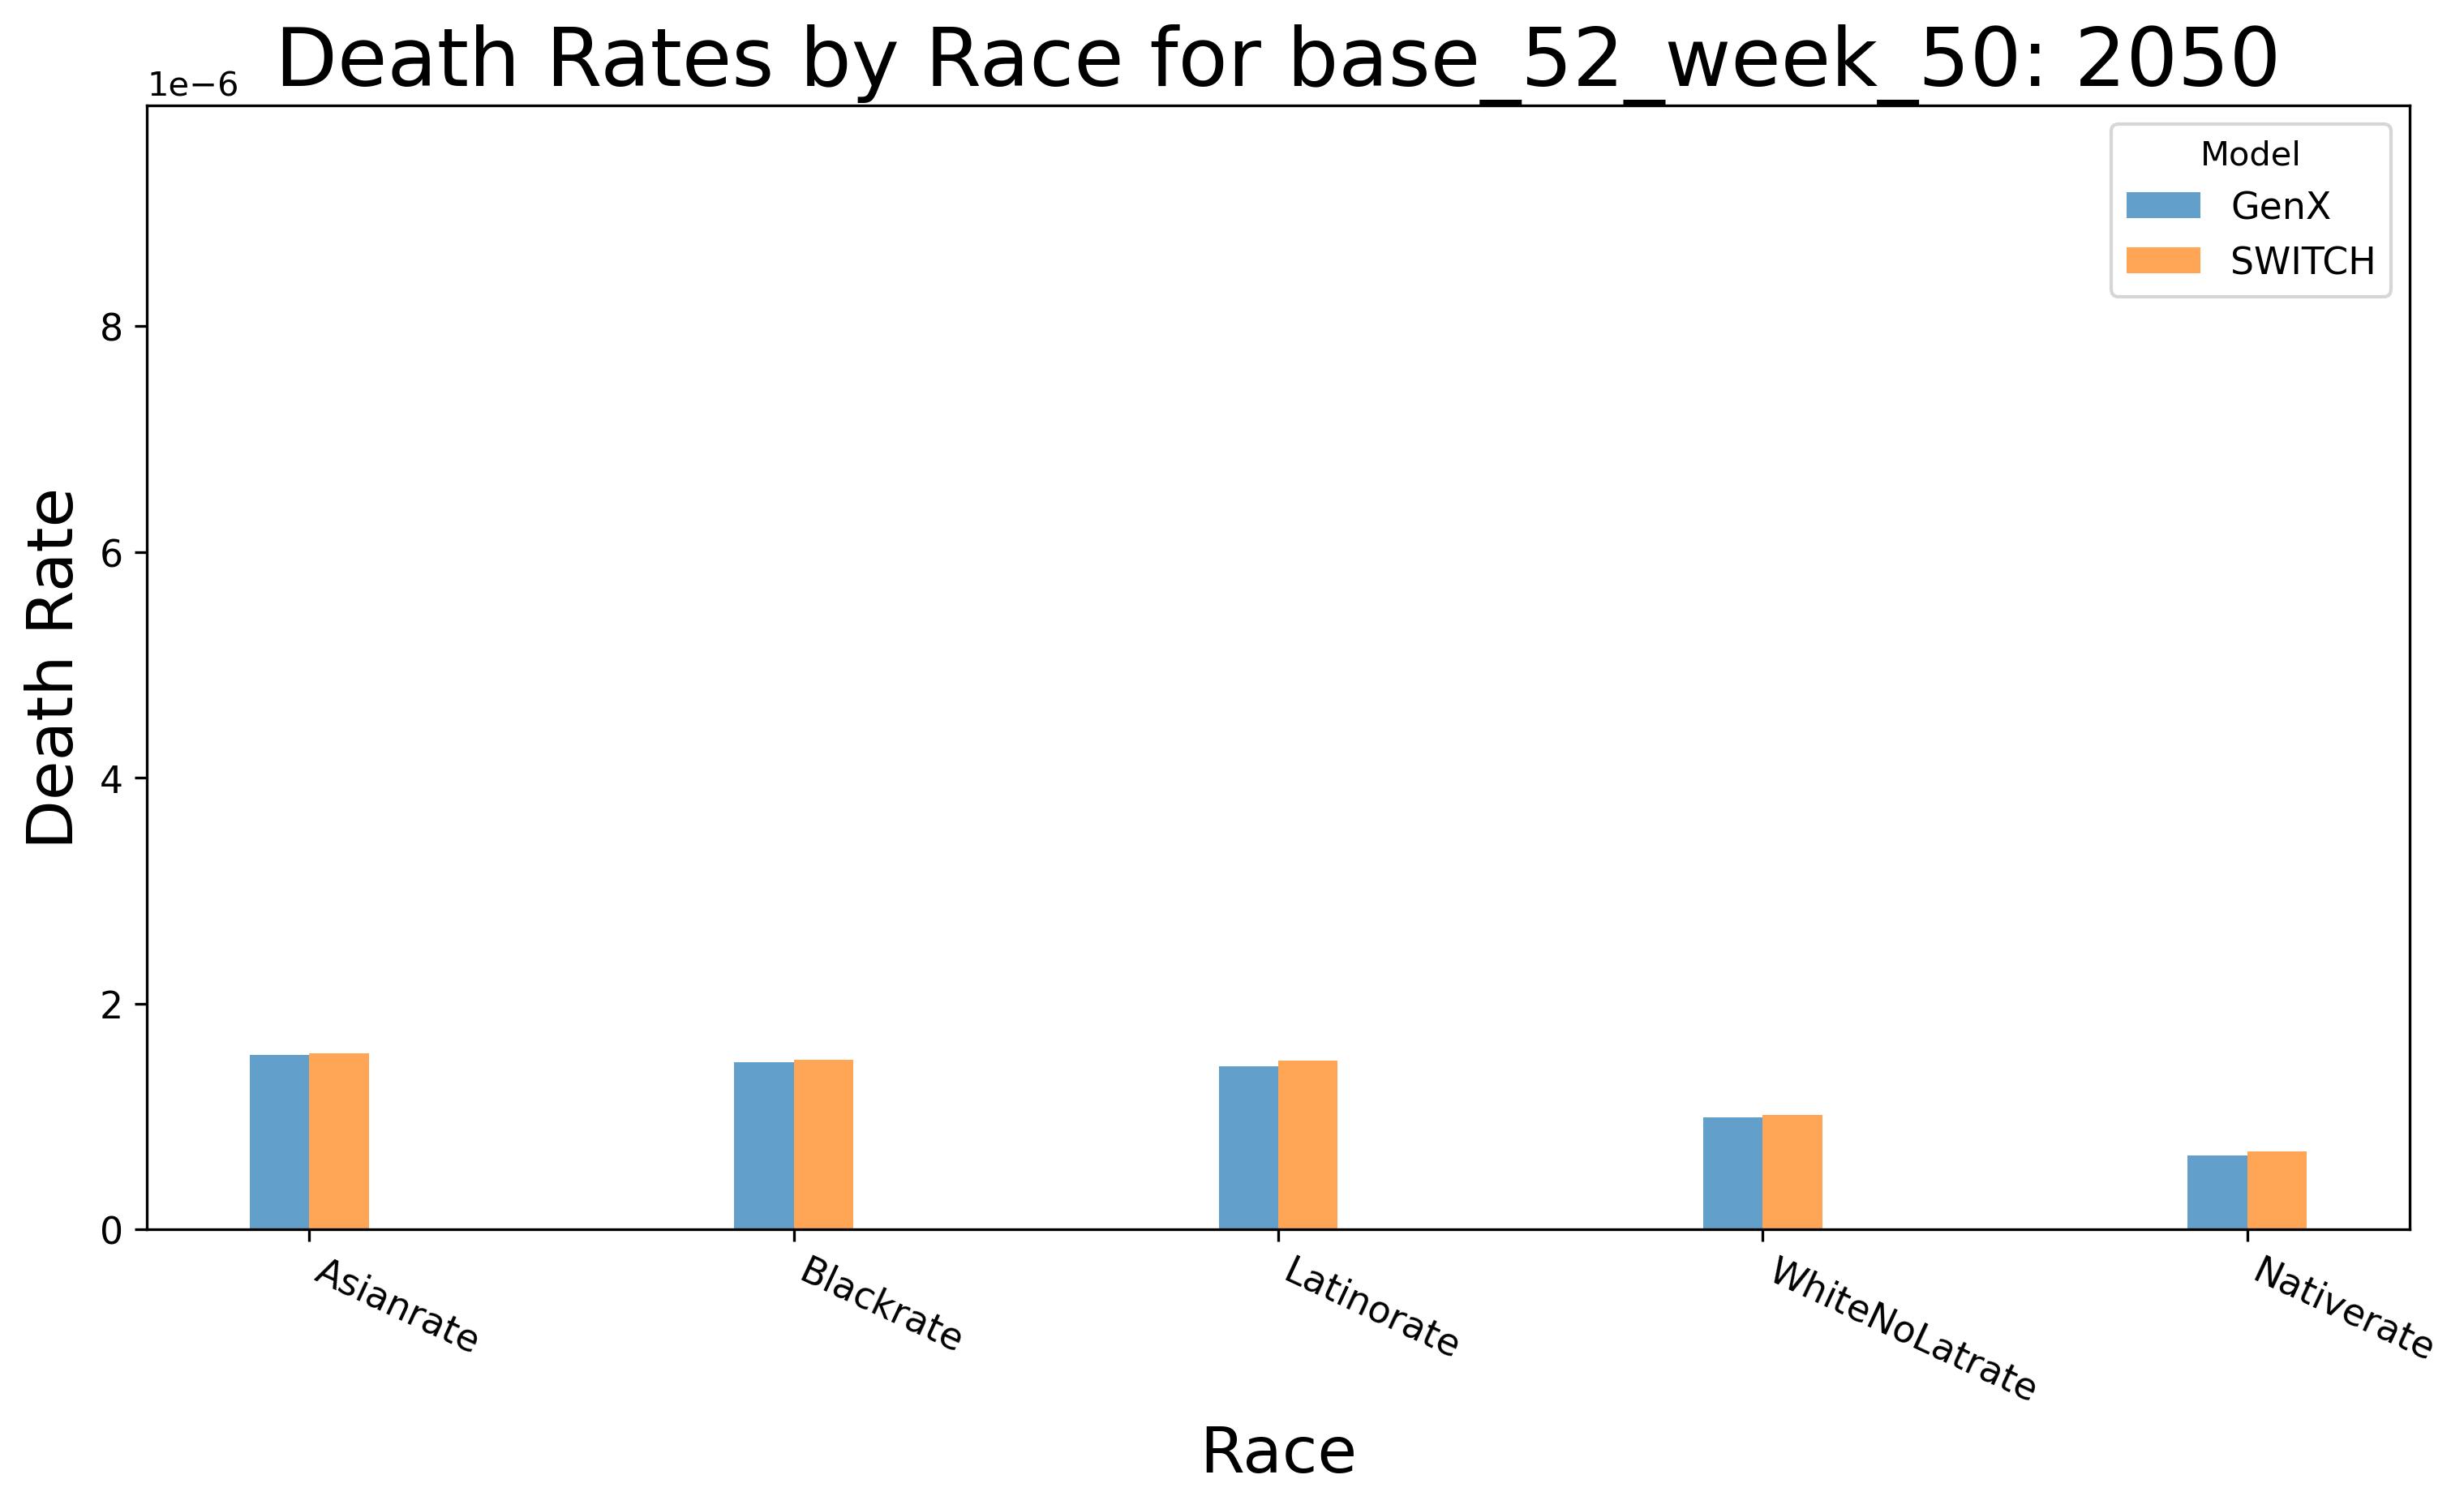 Death Rates by Race for base_52_week_50: 2050
1e−6
Model
GenX
SWITCH
8
6
4
2
0
Death Rate
Asianrate
Blackrate
Latinorate
WhiteNoLatrate
Nativerate
Race